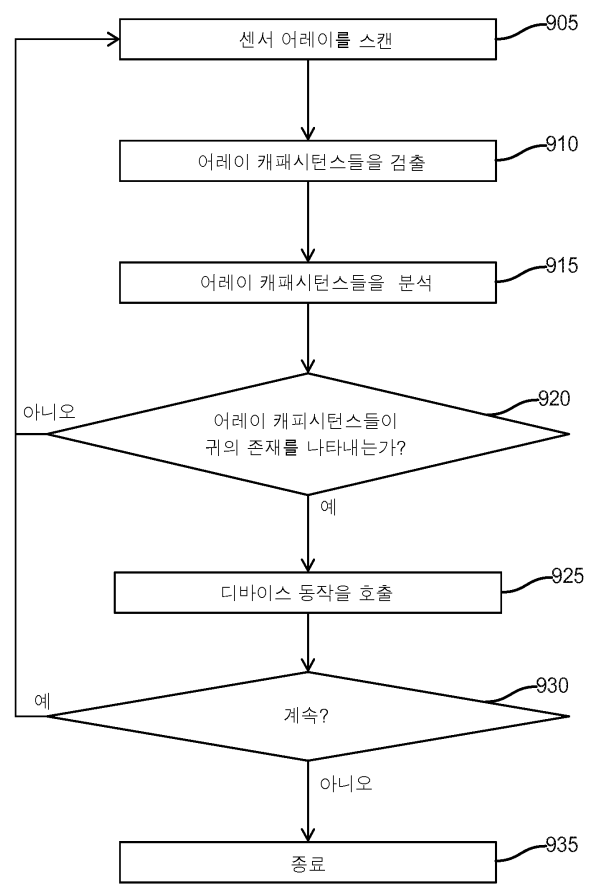 905
센서 어레이를 스캔
910
어레이 캐패시턴스들을 검출
915
어레이 캐패시턴스들을 분석
920
아니오
어레이 캐피시턴스들이
귀의 존재를 나타내는가?
예
925
디바이스 동작을 호출
930
예
계속?
아니오
935
종료